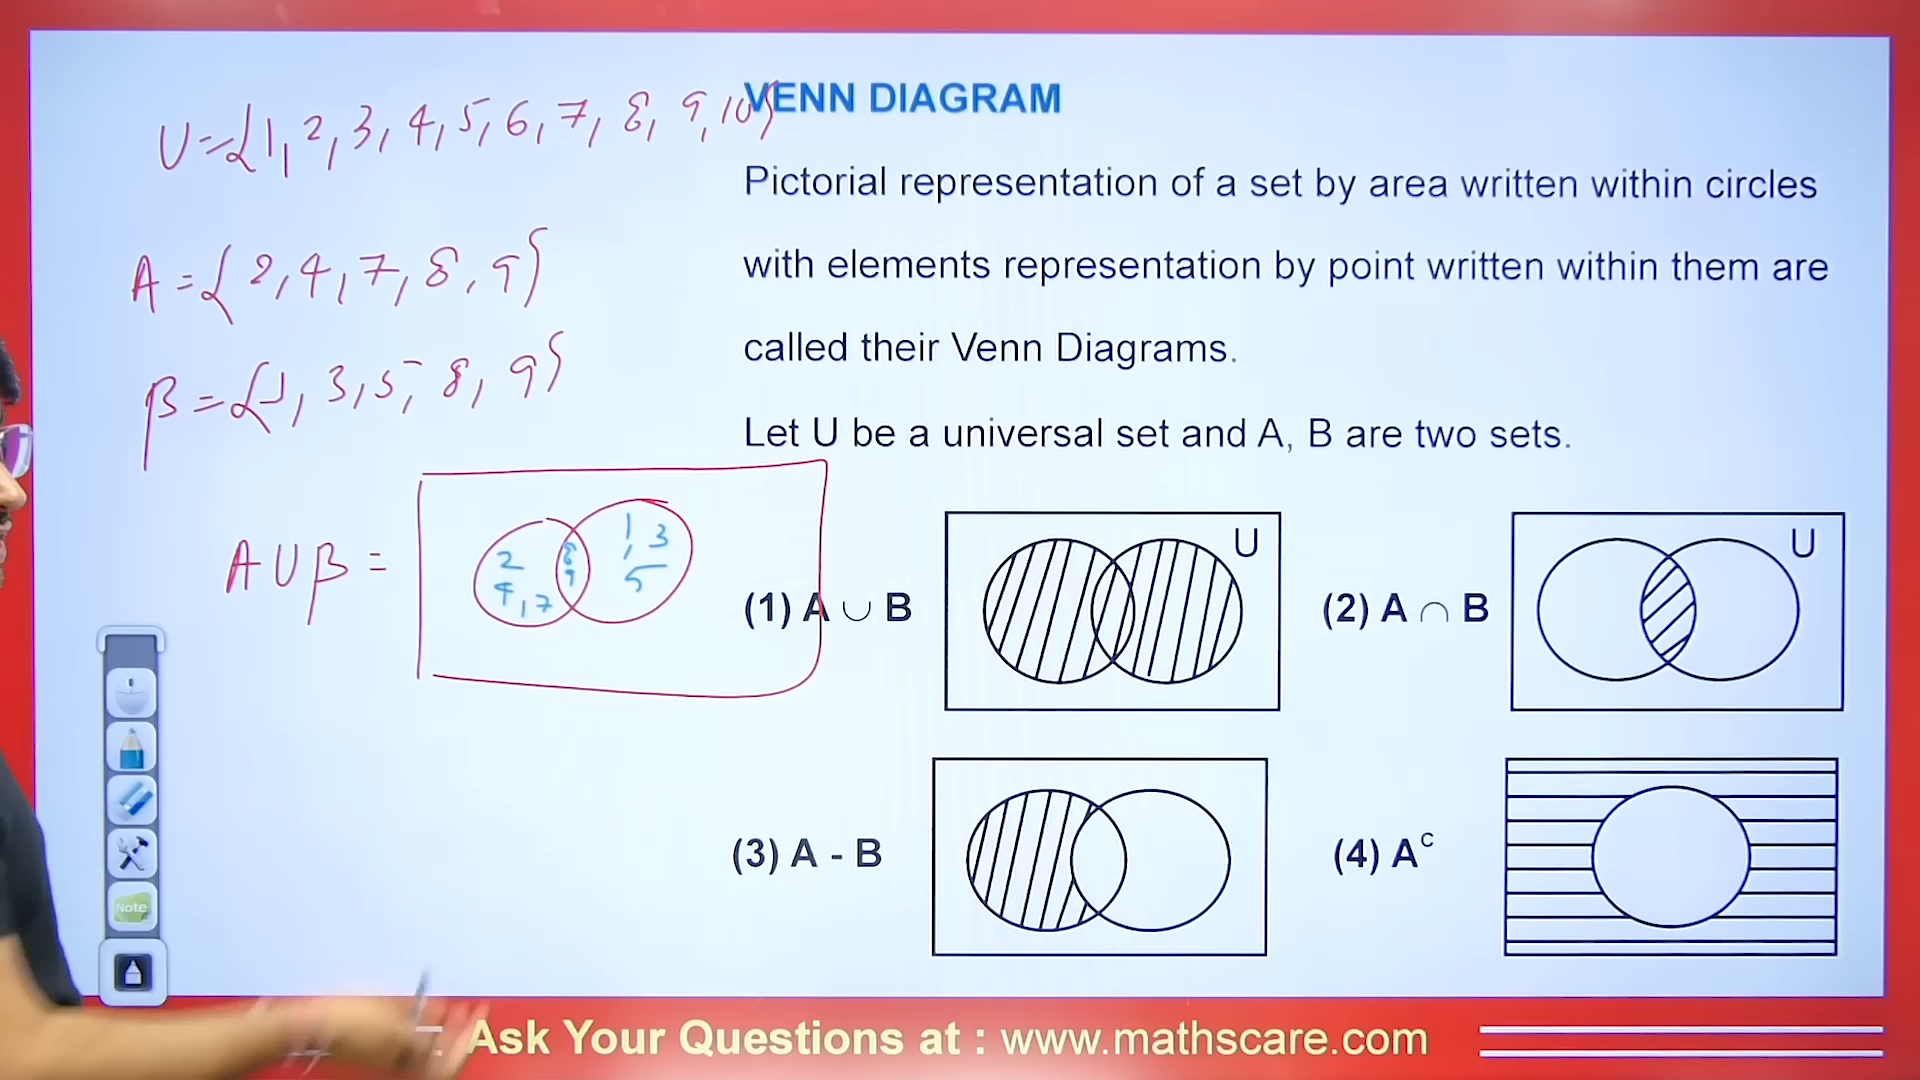 U={1, 2, 3, 4, 5, 6, 7, 8, 9, 10}
A={2, 4, 7, 8, 9}
B={1, 3, 5, 8, 9}
A∪B =
2
4, 7
8
9
1, 3
5
VENN DIAGRAM
Pictorial representation of a set by area written within circles
with elements representation by point written within them are
called their Venn Diagrams.
Let U be a universal set and A, B are two sets.
(1) A ∪ B
U
(2) A ∩ B
U
(3) A - B
(4) Aᶜ
Note
Ask Your Questions at : www.mathscare.com